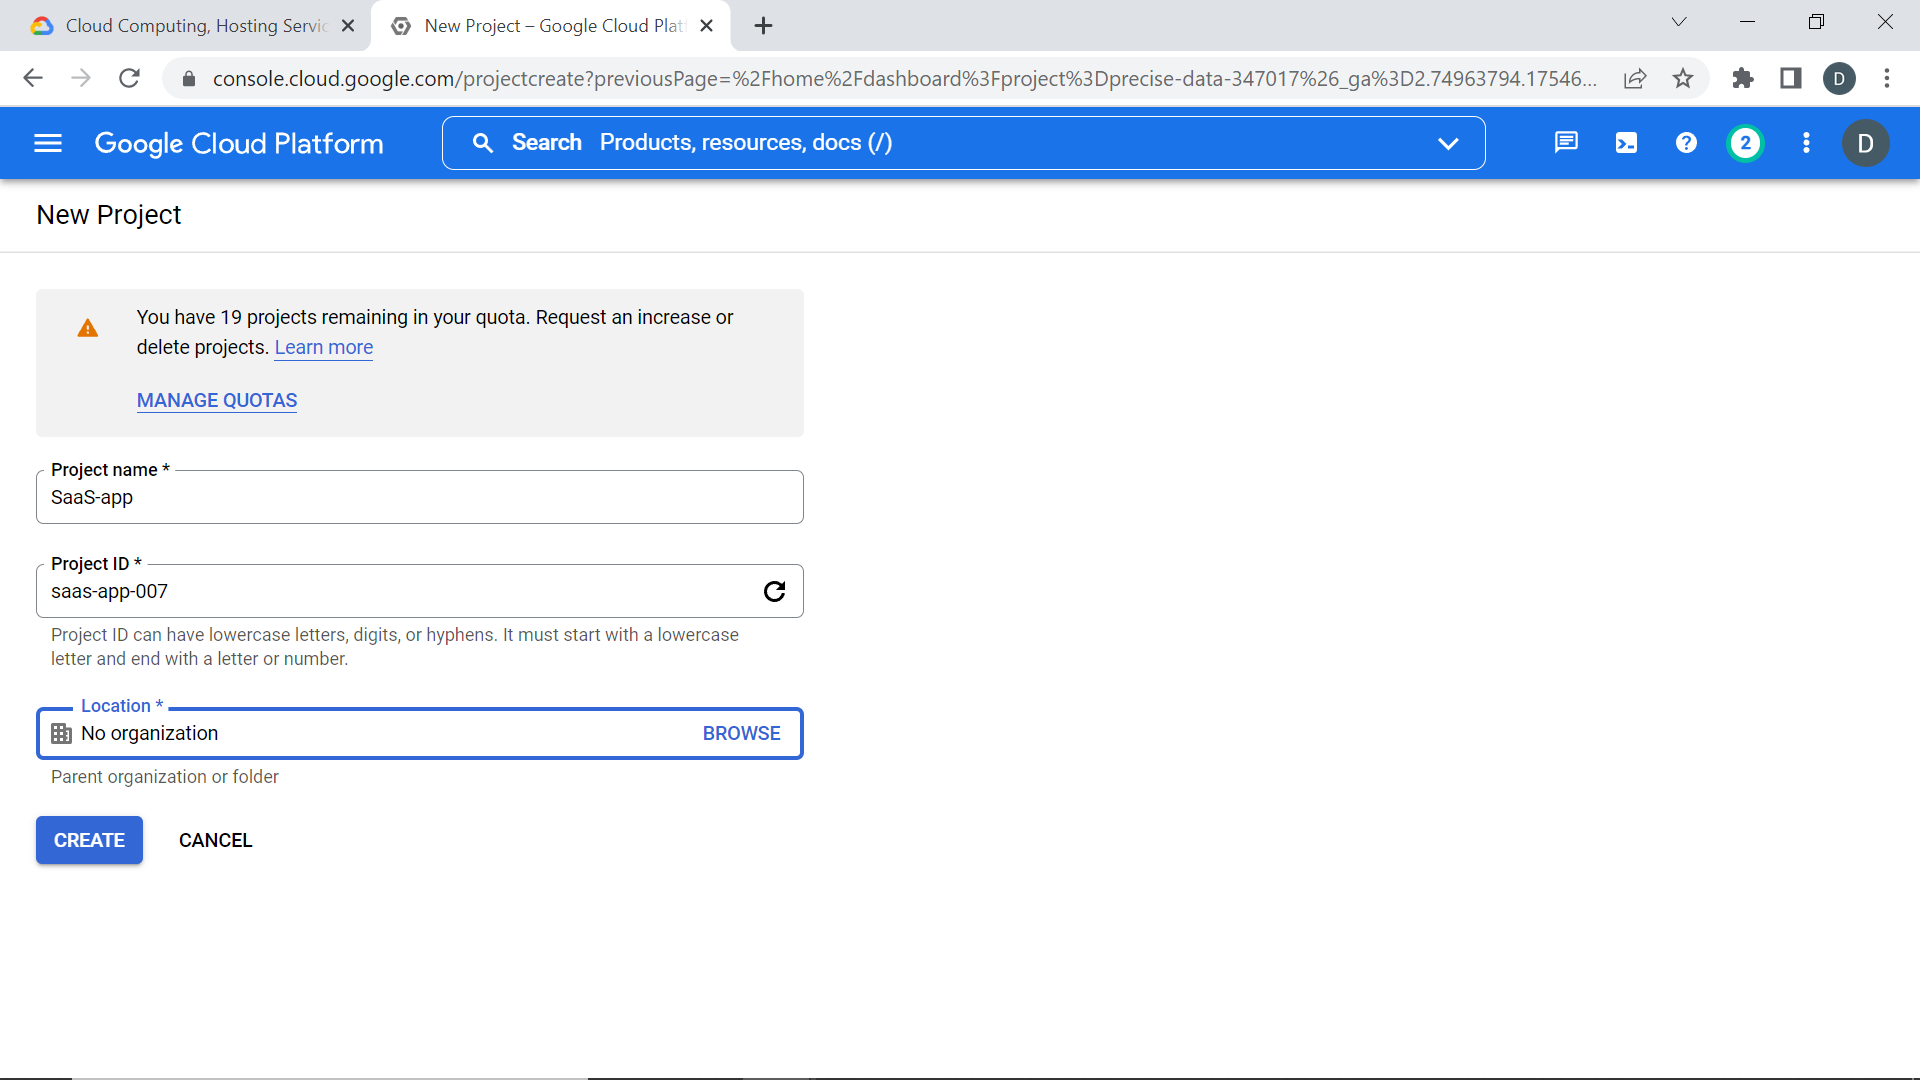 Cloud Computing, Hosting Servic
New Project – Google Cloud Plat
console.cloud.google.com/projectcreate?previousPage=%2Fhome%2Fdashboard%3Fproject%3Dprecise-data-347017%26_ga%3D2.74963794.17546...
D
Google Cloud Platform
Search Products, resources, docs (/)
2
D
New Project
You have 19 projects remaining in your quota. Request an increase or
delete projects. Learn more
MANAGE QUOTAS
Project name *
SaaS-app
Project ID *
saas-app-007
Project ID can have lowercase letters, digits, or hyphens. It must start with a lowercase
letter and end with a letter or number.
Location *
No organization
BROWSE
Parent organization or folder
CREATE
CANCEL